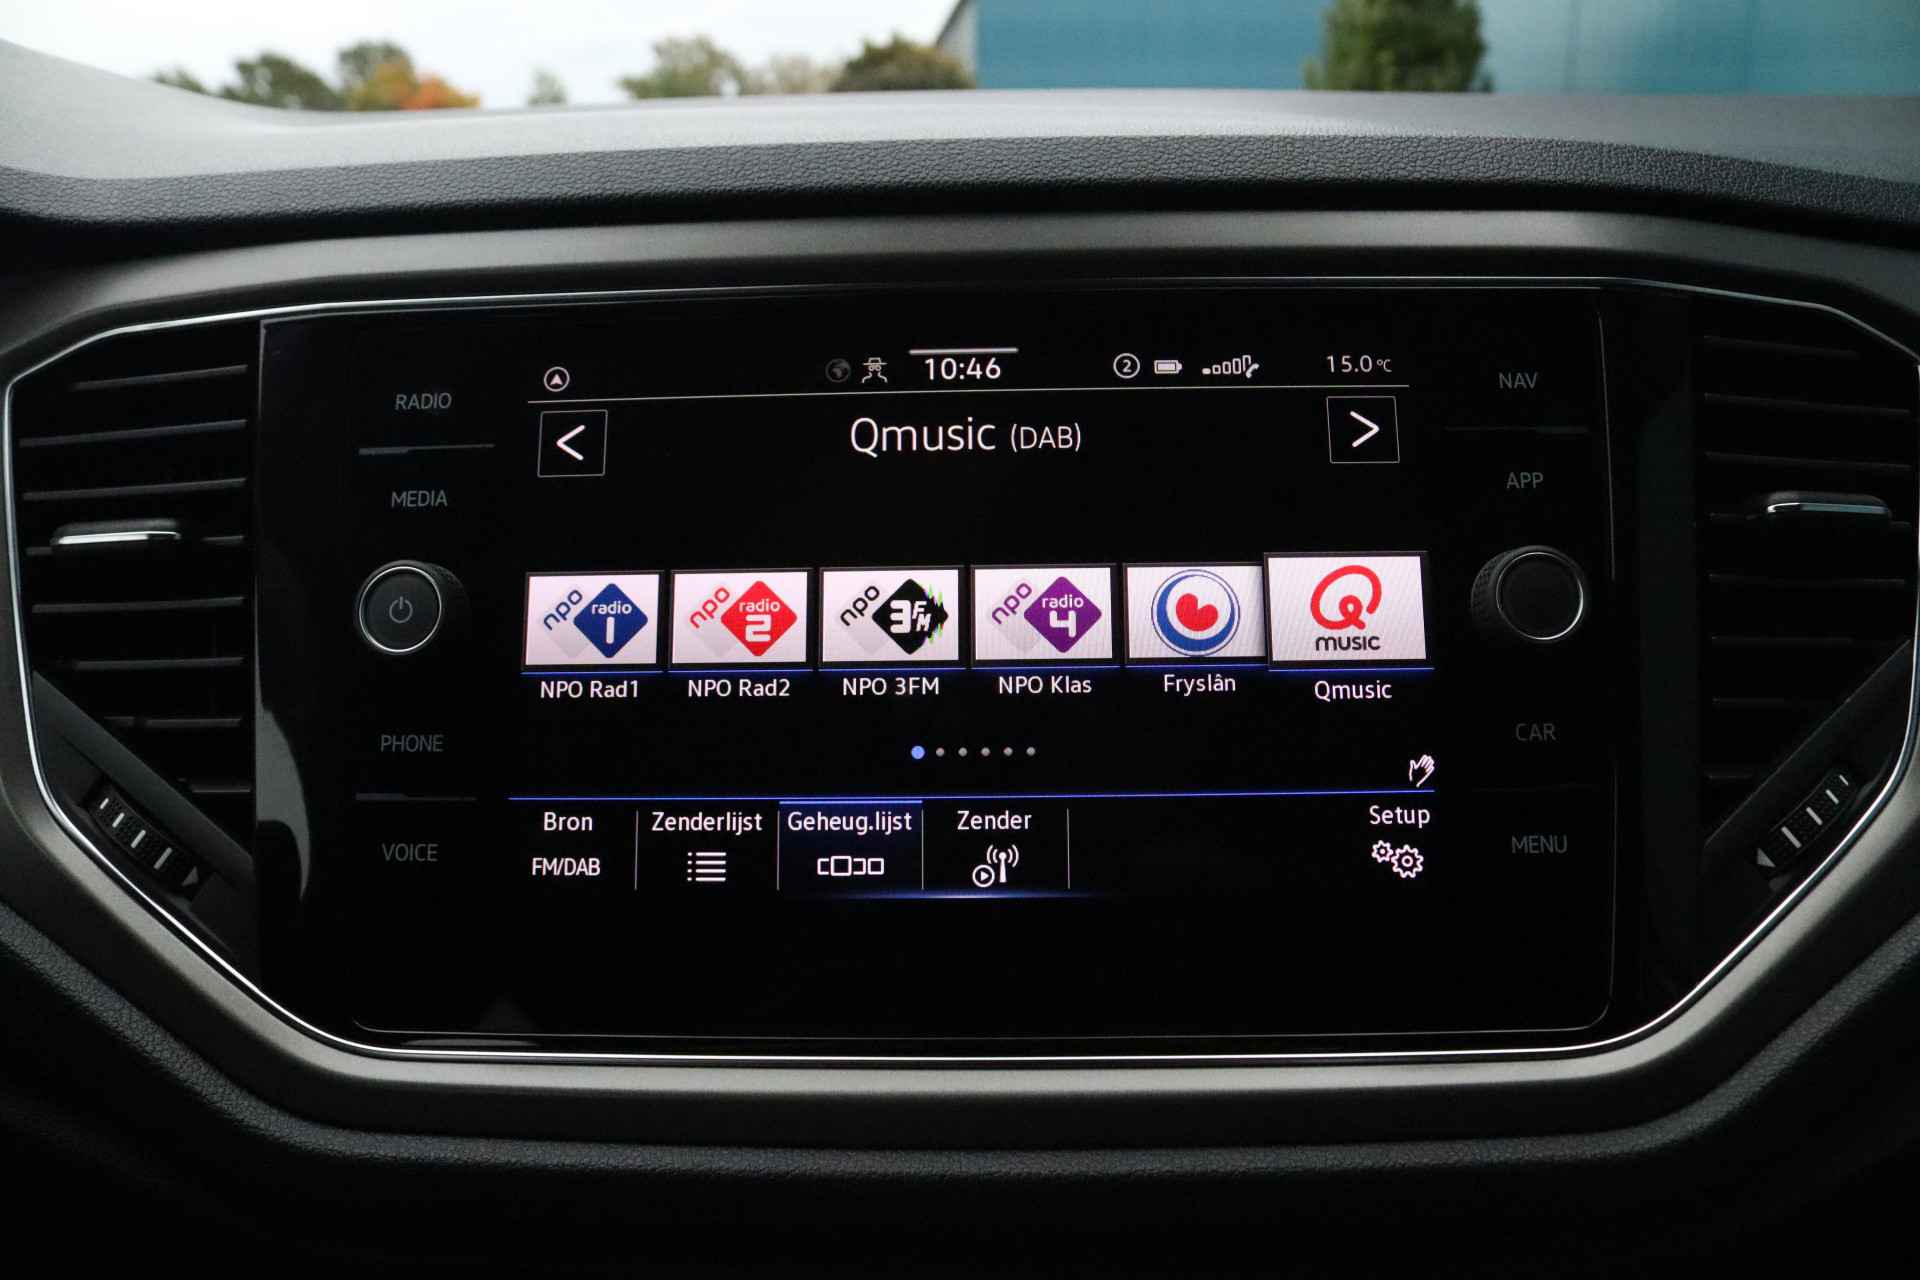 10:46
2
15.0 °C
RADIO
NAV
< Qmusic (DAB) >
MEDIA
APP
npo radio 1
npo radio 2
npo 3FM
npo radio 4
Q music
NPO Rad1
NPO Rad2
NPO 3FM
NPO Klas
Fryslân
Qmusic
PHONE
CAR
Bron
Zenderlijst
Geheug.lijst
Zender
Setup
FM/DAB
VOICE
MENU